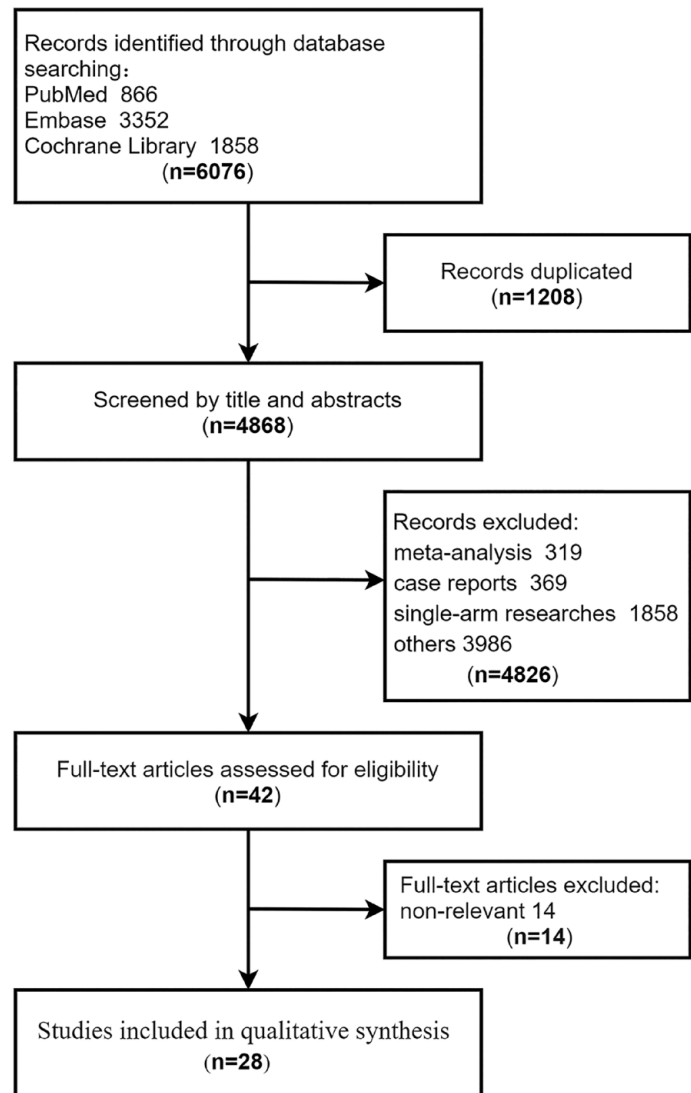 Records identified through database
searching：
PubMed 866
Embase 3352
Cochrane Library 1858
(n=6076)
Records duplicated
(n=1208)
Screened by title and abstracts
(n=4868)
Records excluded:
meta-analysis 319
case reports 369
single-arm researches 1858
others 3986
(n=4826)
Full-text articles assessed for eligibility
(n=42)
Full-text articles excluded:
non-relevant 14
(n=14)
Studies included in qualitative synthesis
(n=28)